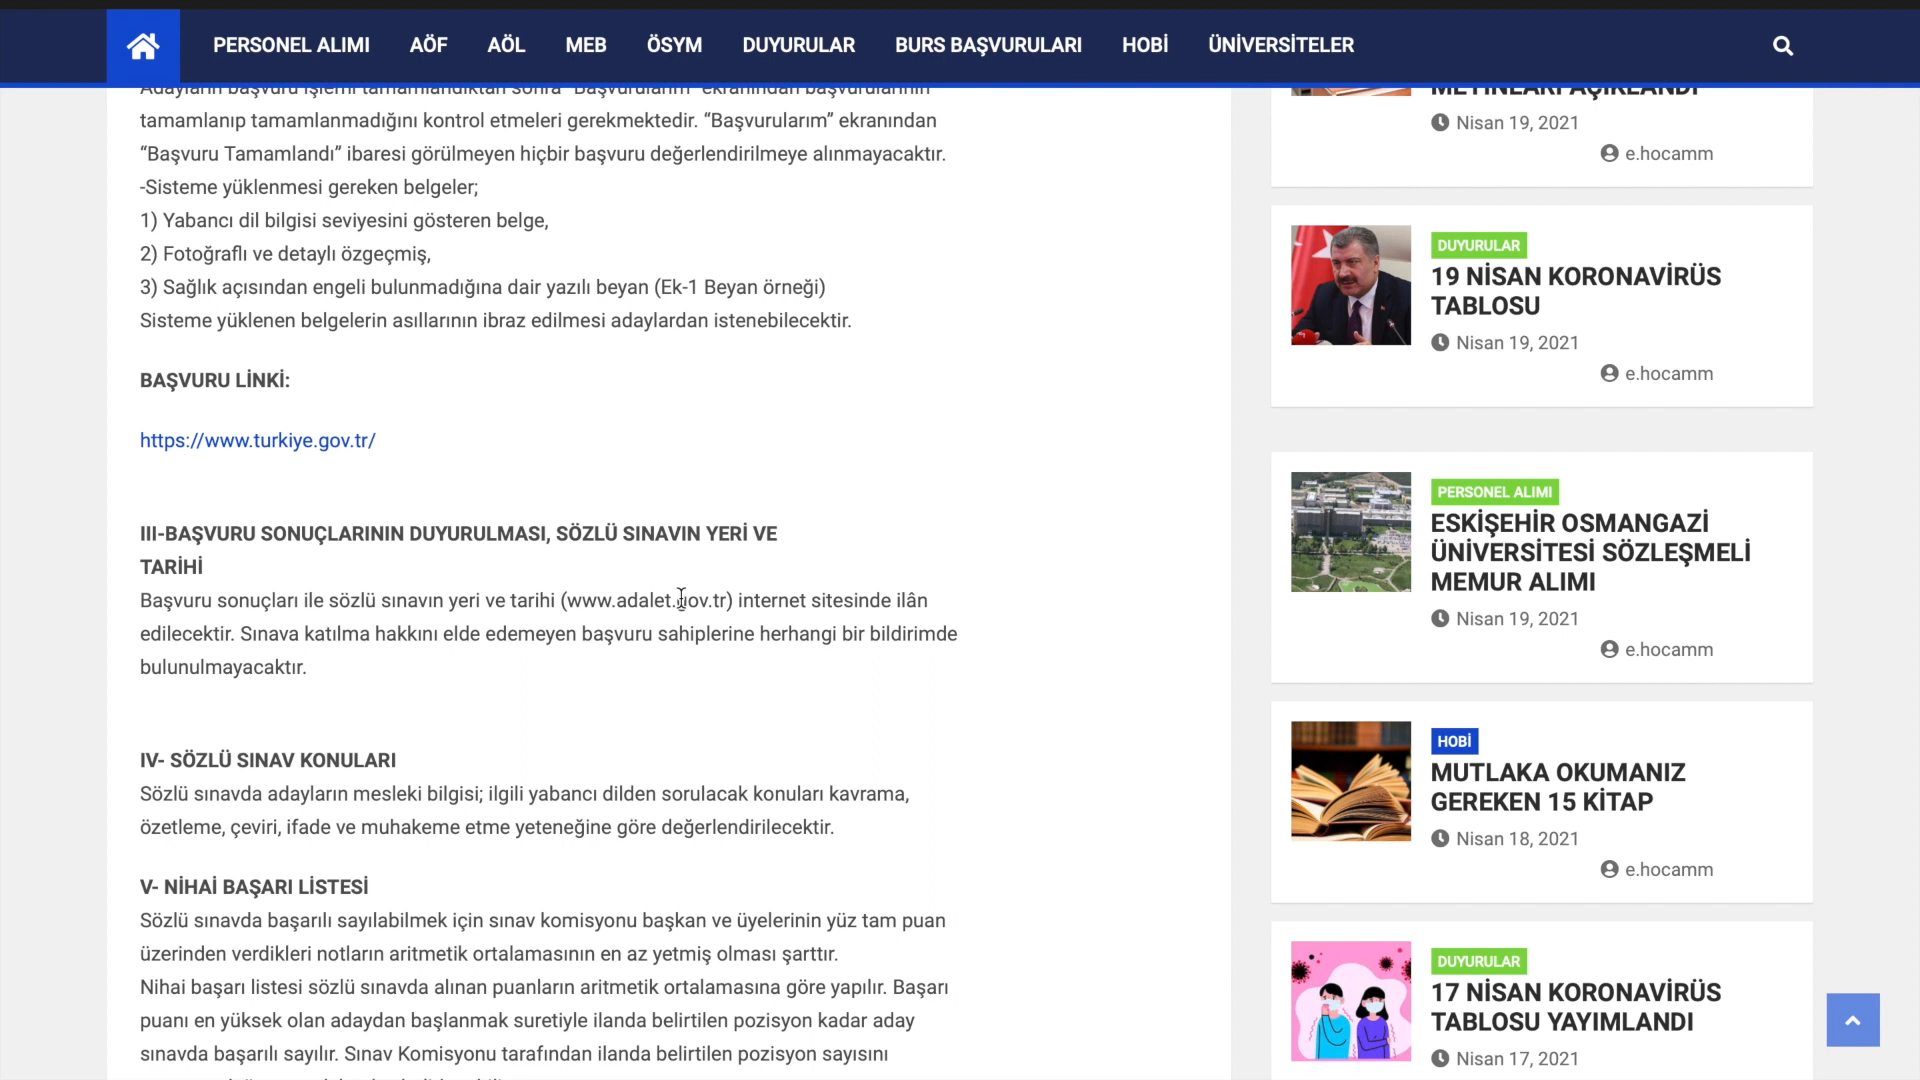 PERSONEL ALIMI AÖF AÖL MEB ÖSYM DUYURULAR BURS BAŞVURULARI HOBİ ÜNİVERSİTELER
Adayların başvuru işlemi tamamlandıktan sonra “Başvurularım” ekranından başvurularının
tamamlanıp tamamlanmadığını kontrol etmeleri gerekmektedir. “Başvurularım” ekranından
“Başvuru Tamamlandı” ibaresi görülmeyen hiçbir başvuru değerlendirilmeye alınmayacaktır.
-Sisteme yüklenmesi gereken belgeler;
1) Yabancı dil bilgisi seviyesini gösteren belge,
2) Fotoğraflı ve detaylı özgeçmiş,
3) Sağlık açısından engeli bulunmadığına dair yazılı beyan (Ek-1 Beyan örneği)
Sisteme yüklenen belgelerin asıllarının ibraz edilmesi adaylardan istenebilecektir.
BAŞVURU LİNKİ:
https://www.turkiye.gov.tr/
III-BAŞVURU SONUÇLARININ DUYURULMASI, SÖZLÜ SINAVIN YERİ VE
TARİHİ
Başvuru sonuçları ile sözlü sınavın yeri ve tarihi (www.adalet.gov.tr) internet sitesinde ilân
edilecektir. Sınava katılma hakkını elde edemeyen başvuru sahiplerine herhangi bir bildirimde
bulunulmayacaktır.
IV- SÖZLÜ SINAV KONULARI
Sözlü sınavda adayların mesleki bilgisi; ilgili yabancı dilden sorulacak konuları kavrama,
özetleme, çeviri, ifade ve muhakeme etme yeteneğine göre değerlendirilecektir.
V- NİHAİ BAŞARI LİSTESİ
Sözlü sınavda başarılı sayılabilmek için sınav komisyonu başkan ve üyelerinin yüz tam puan
üzerinden verdikleri notların aritmetik ortalamasının en az yetmiş olması şarttır.
Nihai başarı listesi sözlü sınavda alınan puanların aritmetik ortalamasına göre yapılır. Başarı
puanı en yüksek olan adaydan başlanmak suretiyle ilanda belirtilen pozisyon kadar aday
sınavda başarılı sayılır. Sınav Komisyonu tarafından ilanda belirtilen pozisyon sayısını
METİNLERİ AÇIKLANDI
Nisan 19, 2021
e.hocamm
DUYURULAR
19 NİSAN KORONAVİRÜS
TABLOSU
Nisan 19, 2021
e.hocamm
PERSONEL ALIMI
ESKİŞEHİR OSMANGAZİ
ÜNİVERSİTESİ SÖZLEŞMELİ
MEMUR ALIMI
Nisan 19, 2021
e.hocamm
HOBİ
MUTLAKA OKUMANIZ
GEREKEN 15 KİTAP
Nisan 18, 2021
e.hocamm
DUYURULAR
17 NİSAN KORONAVİRÜS
TABLOSU YAYIMLANDI
Nisan 17, 2021